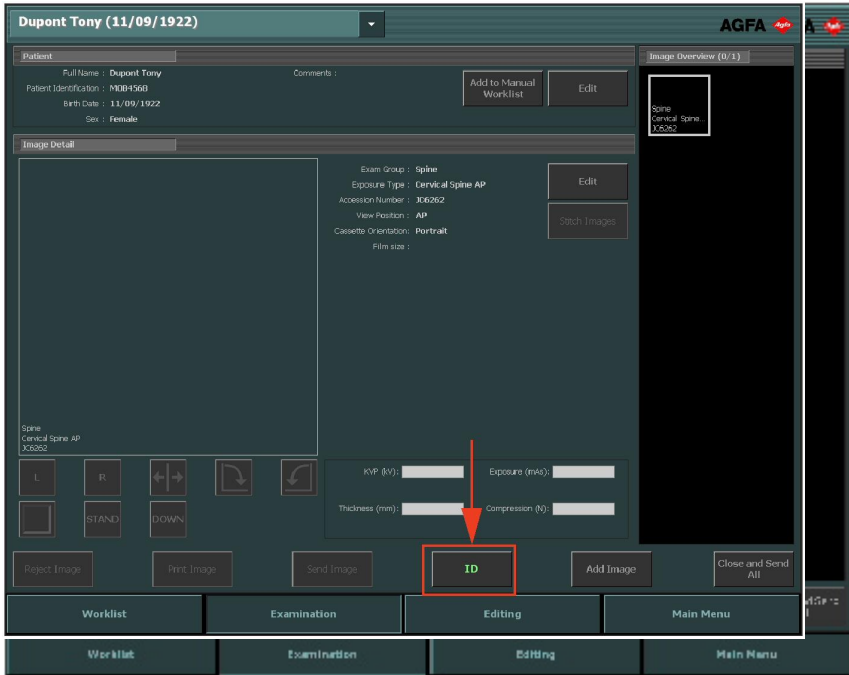 Dupont Tony (11/09/1922)
AGFA
Patient
Full Name : Dupont Tony
Comments :
Patient Identification : MOB4568
Birth Date : 11/09/1922
Sex : Female
Add to Manual
Worklist
Edit
Image Overview (0/1)
Spine
Cervical Spine...
JC6262
Image Detail
Exam Group : Spine
Exposure Type : Cervical Spine AP
Accession Number : JC6262
View Position : AP
Cassette Orientation: Portrait
Film size :
Edit
Stitch Images
Spine
Cervical Spine AP
JC6262
L
R
STAND
DOWN
KVP (kV):
Exposure (mAs):
Thickness (mm):
Compression (N):
Reject Image
Print Image
Send Image
ID
Add Image
Close and Send
All
Worklist
Examination
Editing
Main Menu
Worklist
Examination
Editing
Main Menu